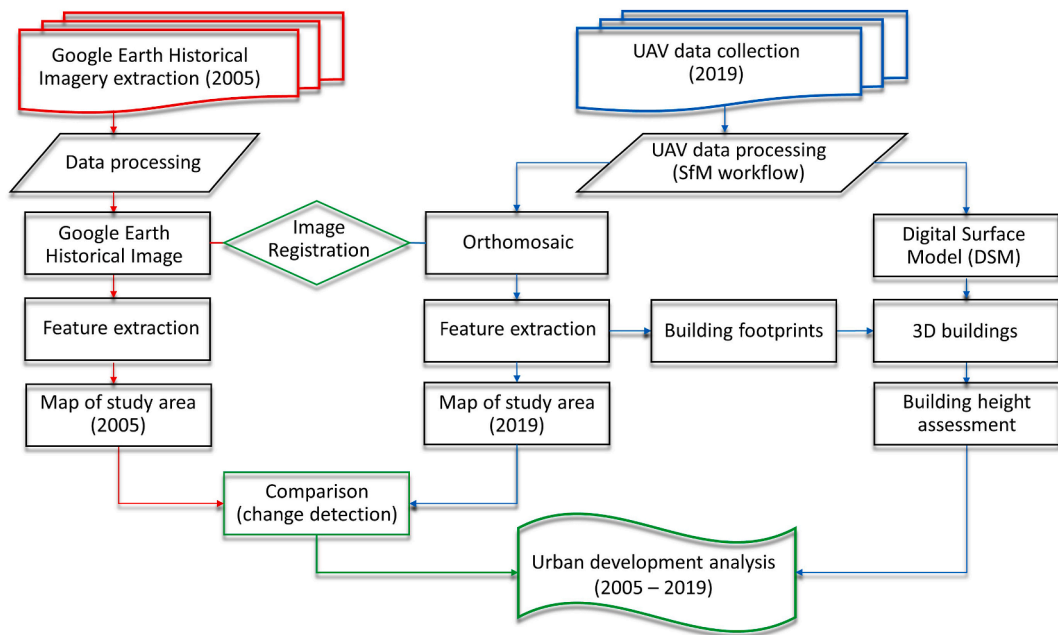 Google Earth Historical
Imagery extraction (2005)
UAV data collection
(2019)
Data processing
UAV data processing
(SfM workflow)
Google Earth
Historical Image
Image
Registration
Orthomosaic
Digital Surface
Model (DSM)
Feature extraction
Feature extraction
Building footprints
3D buildings
Map of study area
(2005)
Map of study area
(2019)
Building height
assessment
Comparison
(change detection)
Urban development analysis
(2005 – 2019)